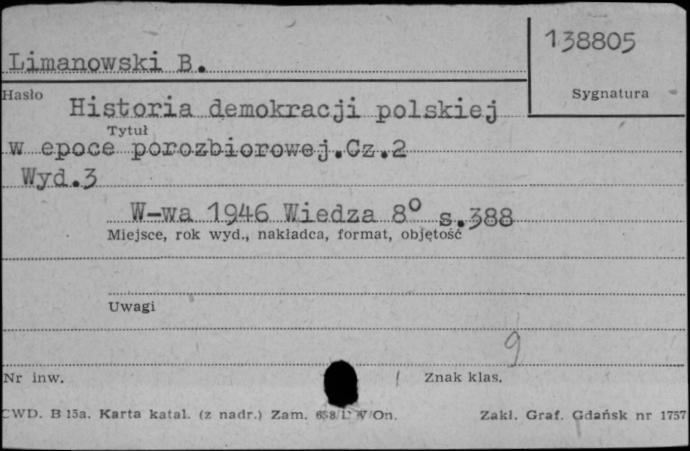 138805
Limanowski B.
Hasło
Sygnatura
Historia demokracji polskiej
Tytuł
w epoce porozbiorowej.Cz.2
Wyd.3
W-wa 1946 Wiedza 8° s.388
Miejsce, rok wyd., nakładca, format, objętość
Uwagi
9
Nr inw.
Znak klas.
CWD. B 15a. Karta katal. (z nadr.) Zam. On.
Zakł. Graf. Gdańsk nr 1757